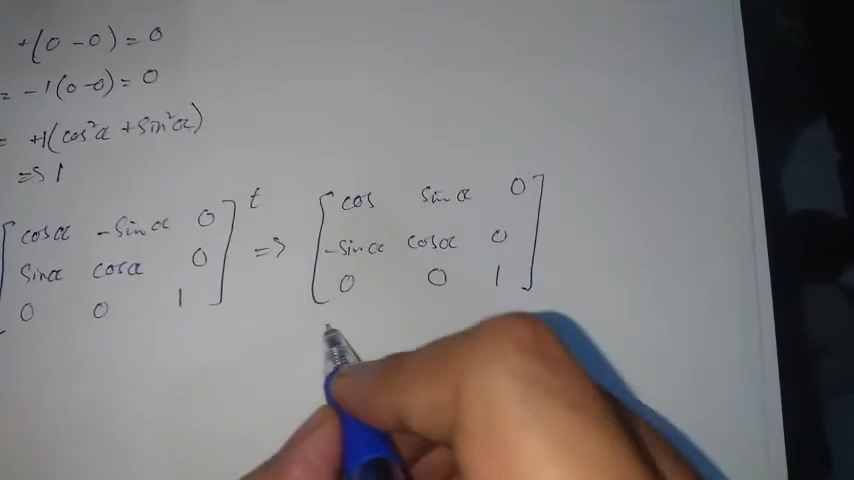 +(0-0) = 0
= -1(0-0) = 0
= +1(cos²α + sin²α)
=> 1
[cosα -sinα 0]ᵗ => [cos sinα 0]
[sinα cosα 0] [-sinα cosα 0]
[0 0 1] [0 0 1]